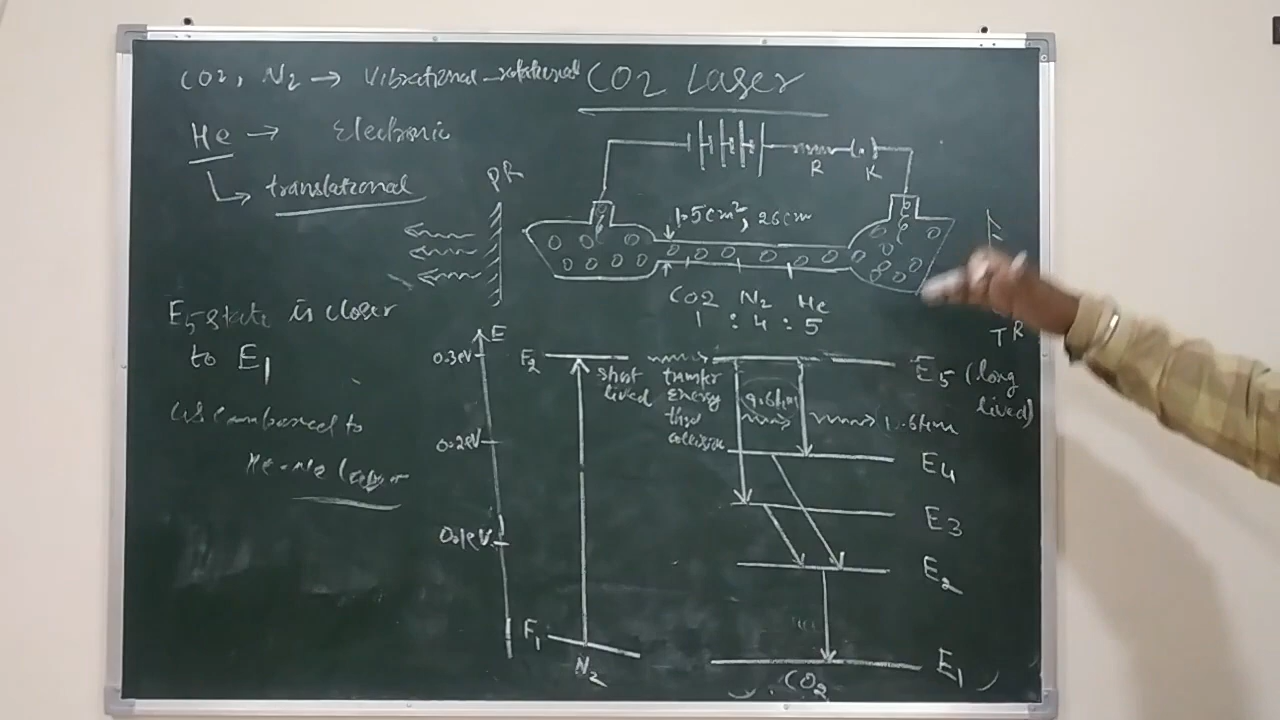 CO2, N2 → Vibrational-rotational
CO2 Laser
He → Electronic
↳ translational
R
K
PR
1.5cm², 26cm
CO2 N2 He
1 : 4 : 5
TR
E5 state is closer
to E1
as compared to
He-Ne Laser
E
0.3eV
0.2eV
0.1eV
F2
short
lived
F1
N2
transfer
energy
thro
collision
9.6μm
10.6μm
E5 (long
lived)
E4
E3
E2
E1
CO2